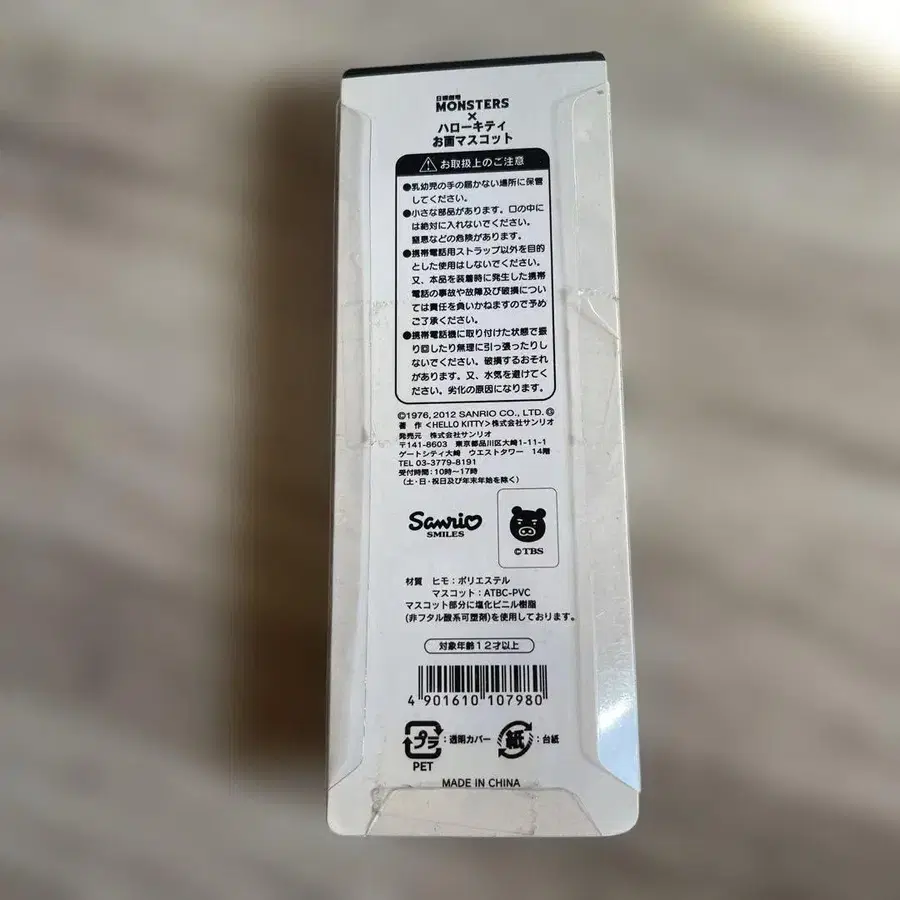 日曜劇場
MONSTERS
×
ハローキティ
お面マスコット
お取扱上のご注意
●乳幼児の手の届かない場所に保管
してください。
●小さな部品があります。口の中に
は絶対に入れないでください。
窒息などの危険があります。
●携帯電話用ストラップ以外を目的
とした使用はしないでください。
又、本品を装着時に発生した携帯
電話の事故や故障及び破損につい
ては責任を負いかねますので予め
ご了承ください。
●携帯電話機に取り付けた状態で振
り回したり無理に引っ張ったりし
ないでください。破損するおそれ
があります。又、水気を避けてく
ださい。劣化の原因になります。
©1976, 2012 SANRIO CO., LTD. Ⓖ
著 作 <HELLO KITTY> 株式会社サンリオ
発売元 株式会社サンリオ
〒141-8603 東京都品川区大崎1-11-1
ゲートシティ大崎 ウエストタワー 14階
TEL 03-3779-8191
受付時間:10時〜17時
(土・日・祝日及び年末年始を除く)
Sanrio
SMILES
©TBS
材質 ヒモ:ポリエステル
マスコット:ATBC-PVC
マスコット部分に塩化ビニル樹脂
(非フタル酸系可塑剤)を使用しております。
対象年齢12才以上
4 901610 107980
プラ :透明カバー 紙 :台紙
PET
MADE IN CHINA